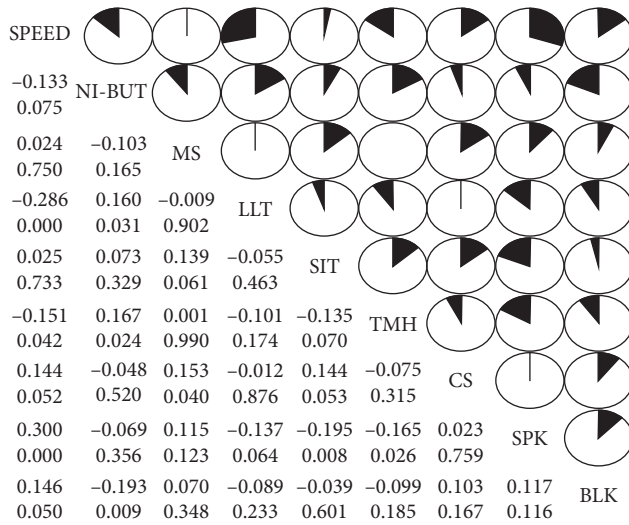 SPEED
−0.133 NI-BUT
0.075
0.024 −0.103 MS
0.750 0.165
−0.286 0.160 −0.009 LLT
0.000 0.031 0.902
0.025 0.073 0.139 −0.055 SIT
0.733 0.329 0.061 0.463
−0.151 0.167 0.001 −0.101 −0.135 TMH
0.042 0.024 0.990 0.174 0.070
0.144 −0.048 0.153 −0.012 0.144 −0.075 CS
0.052 0.520 0.040 0.876 0.053 0.315
0.300 −0.069 0.115 −0.137 −0.195 −0.165 0.023 SPK
0.000 0.356 0.123 0.064 0.008 0.026 0.759
0.146 −0.193 0.070 −0.089 −0.039 −0.099 0.103 0.117 BLK
0.050 0.009 0.348 0.233 0.601 0.185 0.167 0.116